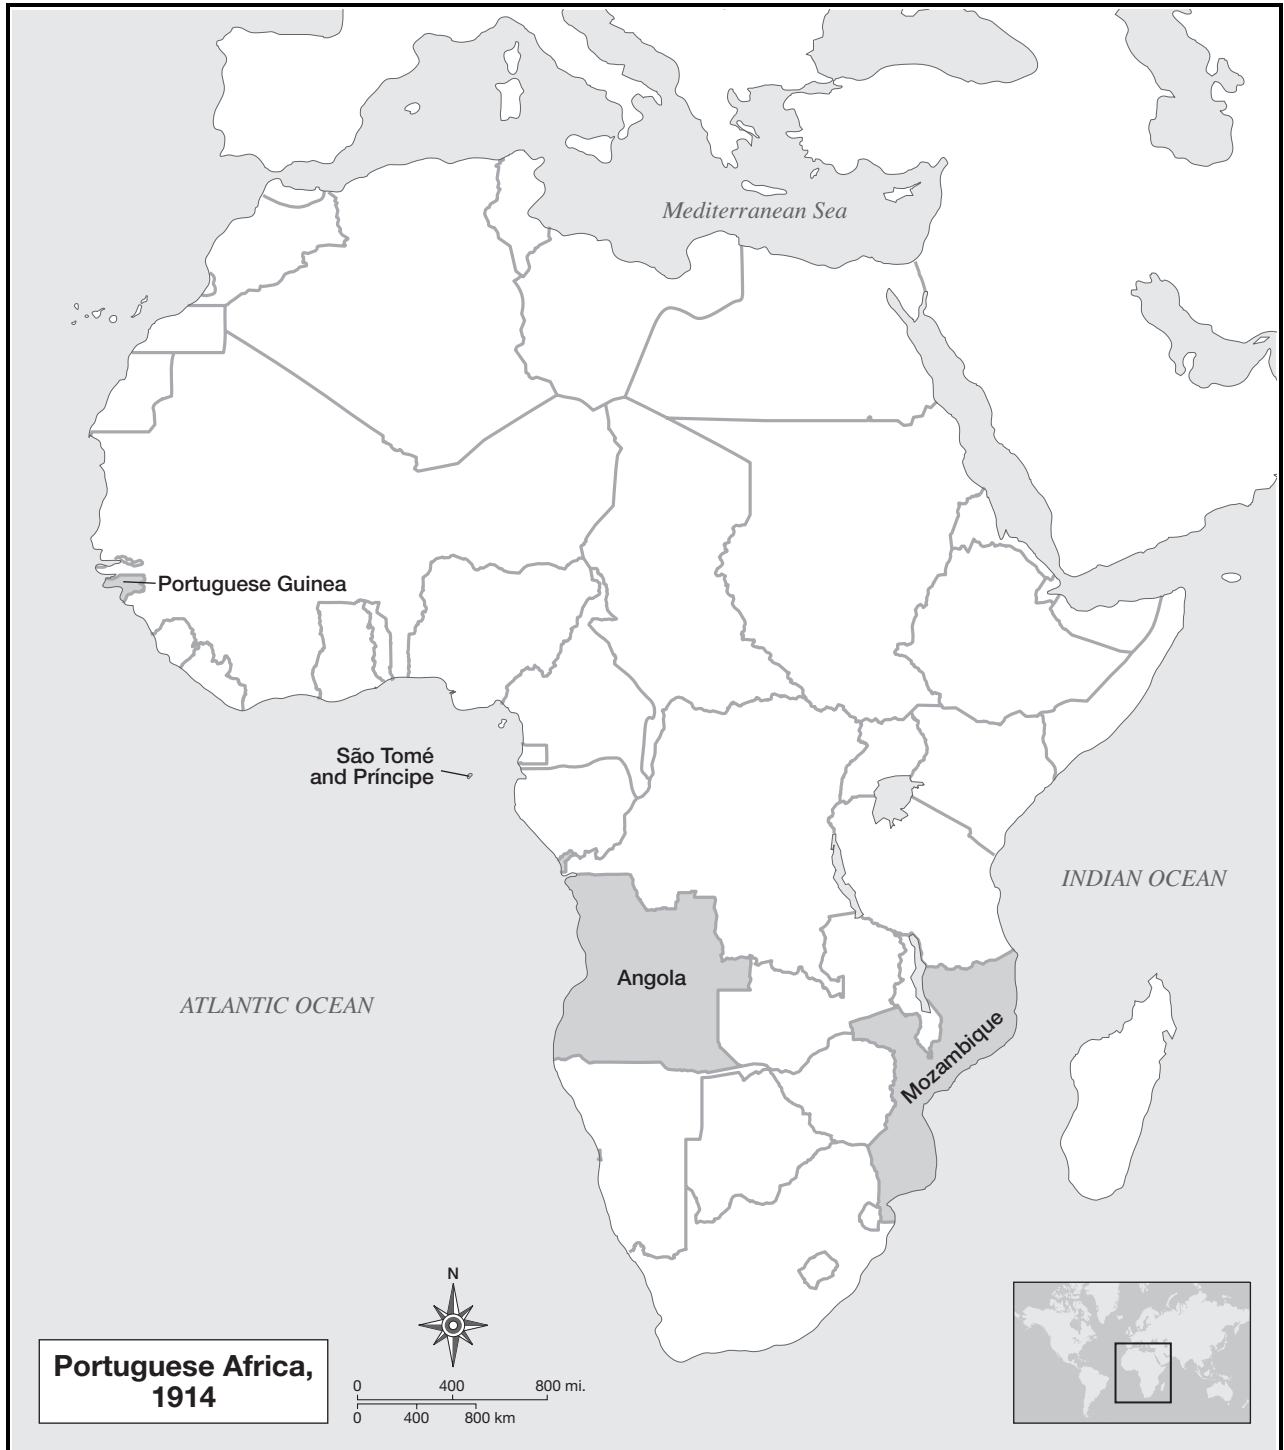 Mediterranean Sea
Portuguese Guinea
São Tomé
and Príncipe
INDIAN OCEAN
Angola
ATLANTIC OCEAN
Mozambique
N
Portuguese Africa,
1914
0 400 800 mi.
0 400 800 km